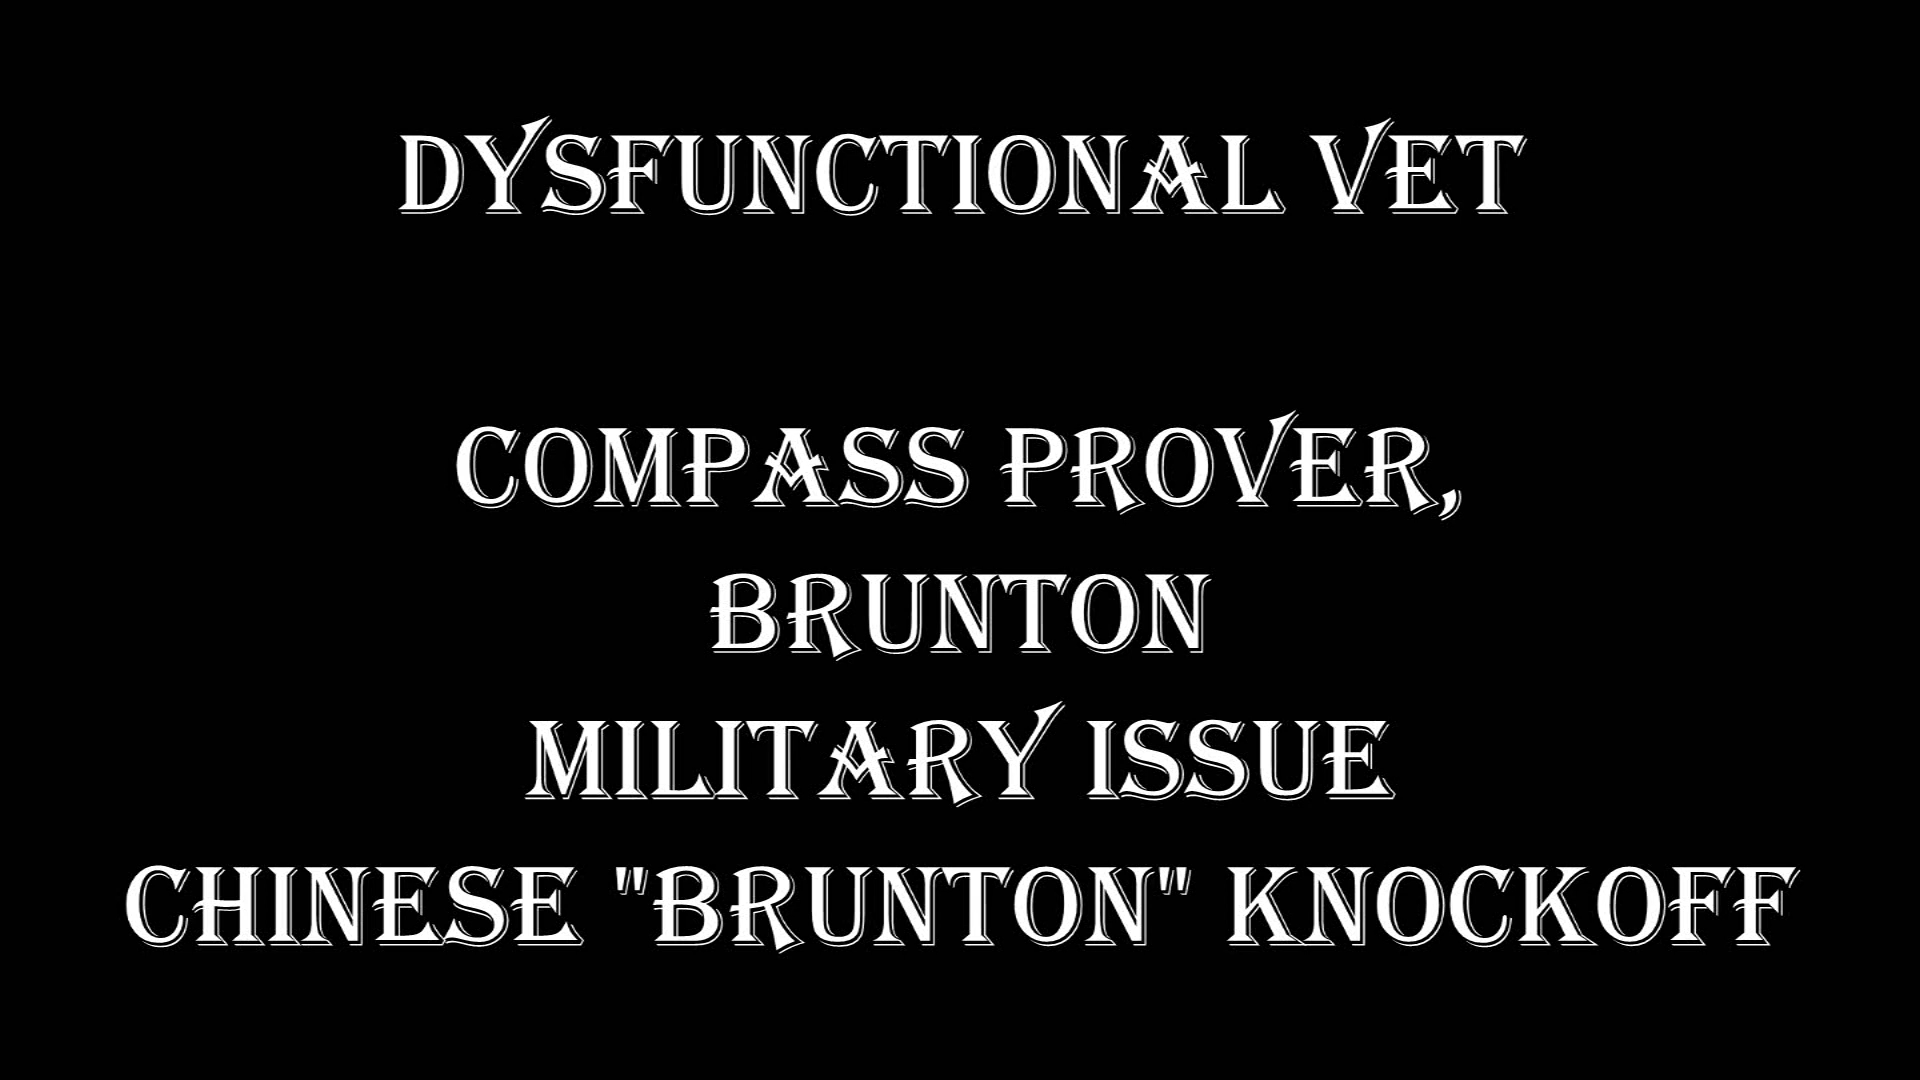 DYSFUNCTIONAL VET
COMPASS PROVER,
BRUNTON
MILITARY ISSUE
CHINESE "BRUNTON" KNOCKOFF